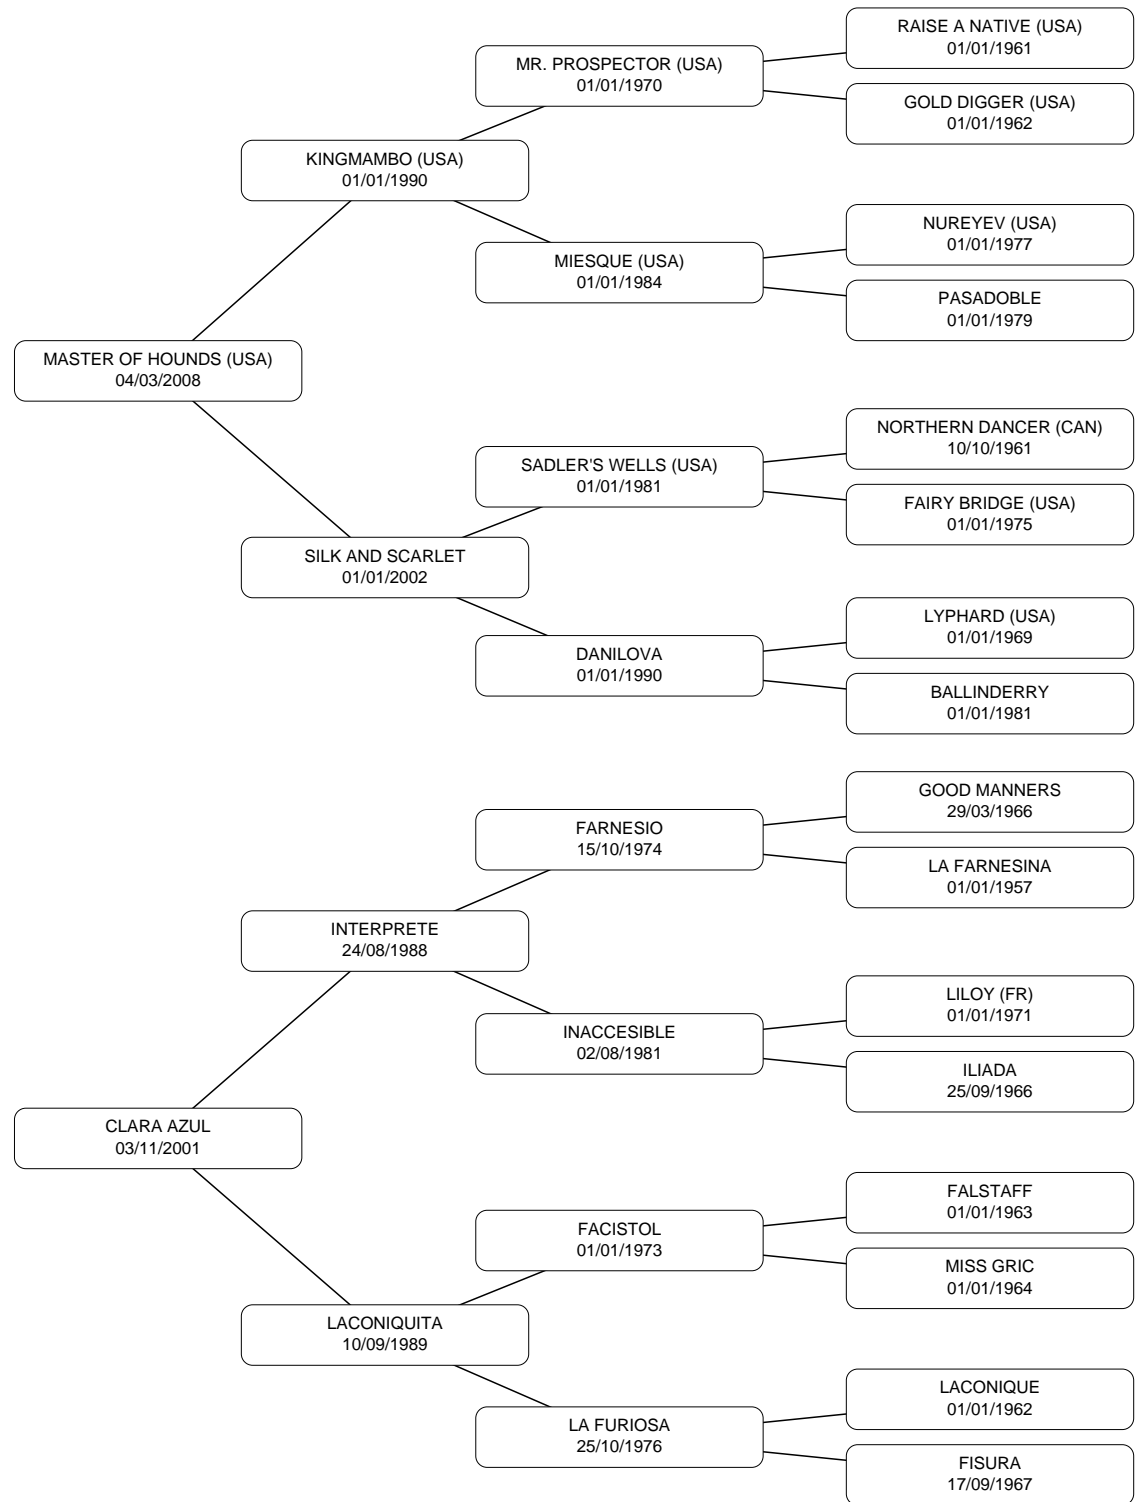 RAISE A NATIVE (USA)
01/01/1961
MR. PROSPECTOR (USA)
01/01/1970
GOLD DIGGER (USA)
01/01/1962
KINGMAMBO (USA)
01/01/1990
NUREYEV (USA)
01/01/1977
MIESQUE (USA)
01/01/1984
PASADOBLE
01/01/1979
MASTER OF HOUNDS (USA)
04/03/2008
NORTHERN DANCER (CAN)
10/10/1961
SADLER'S WELLS (USA)
01/01/1981
FAIRY BRIDGE (USA)
01/01/1975
SILK AND SCARLET
01/01/2002
LYPHARD (USA)
01/01/1969
DANILOVA
01/01/1990
BALLINDERRY
01/01/1981
GOOD MANNERS
29/03/1966
FARNESIO
15/10/1974
LA FARNESINA
01/01/1957
INTERPRETE
24/08/1988
LILOY (FR)
01/01/1971
INACCESIBLE
02/08/1981
ILIADA
25/09/1966
CLARA AZUL
03/11/2001
FALSTAFF
01/01/1963
FACISTOL
01/01/1973
MISS GRIC
01/01/1964
LACONIQUITA
10/09/1989
LACONIQUE
01/01/1962
LA FURIOSA
25/10/1976
FISURA
17/09/1967